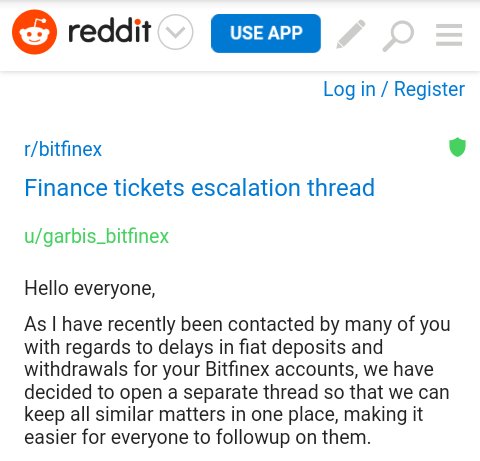 reddit
USE APP
Log in / Register
r/bitfinex
Finance tickets escalation thread
u/garbis_bitfinex
Hello everyone,
As I have recently been contacted by many of you
with regards to delays in fiat deposits and
withdrawals for your Bitfinex accounts, we have
decided to open a separate thread so that we can
keep all similar matters in one place, making it
easier for everyone to followup on them.